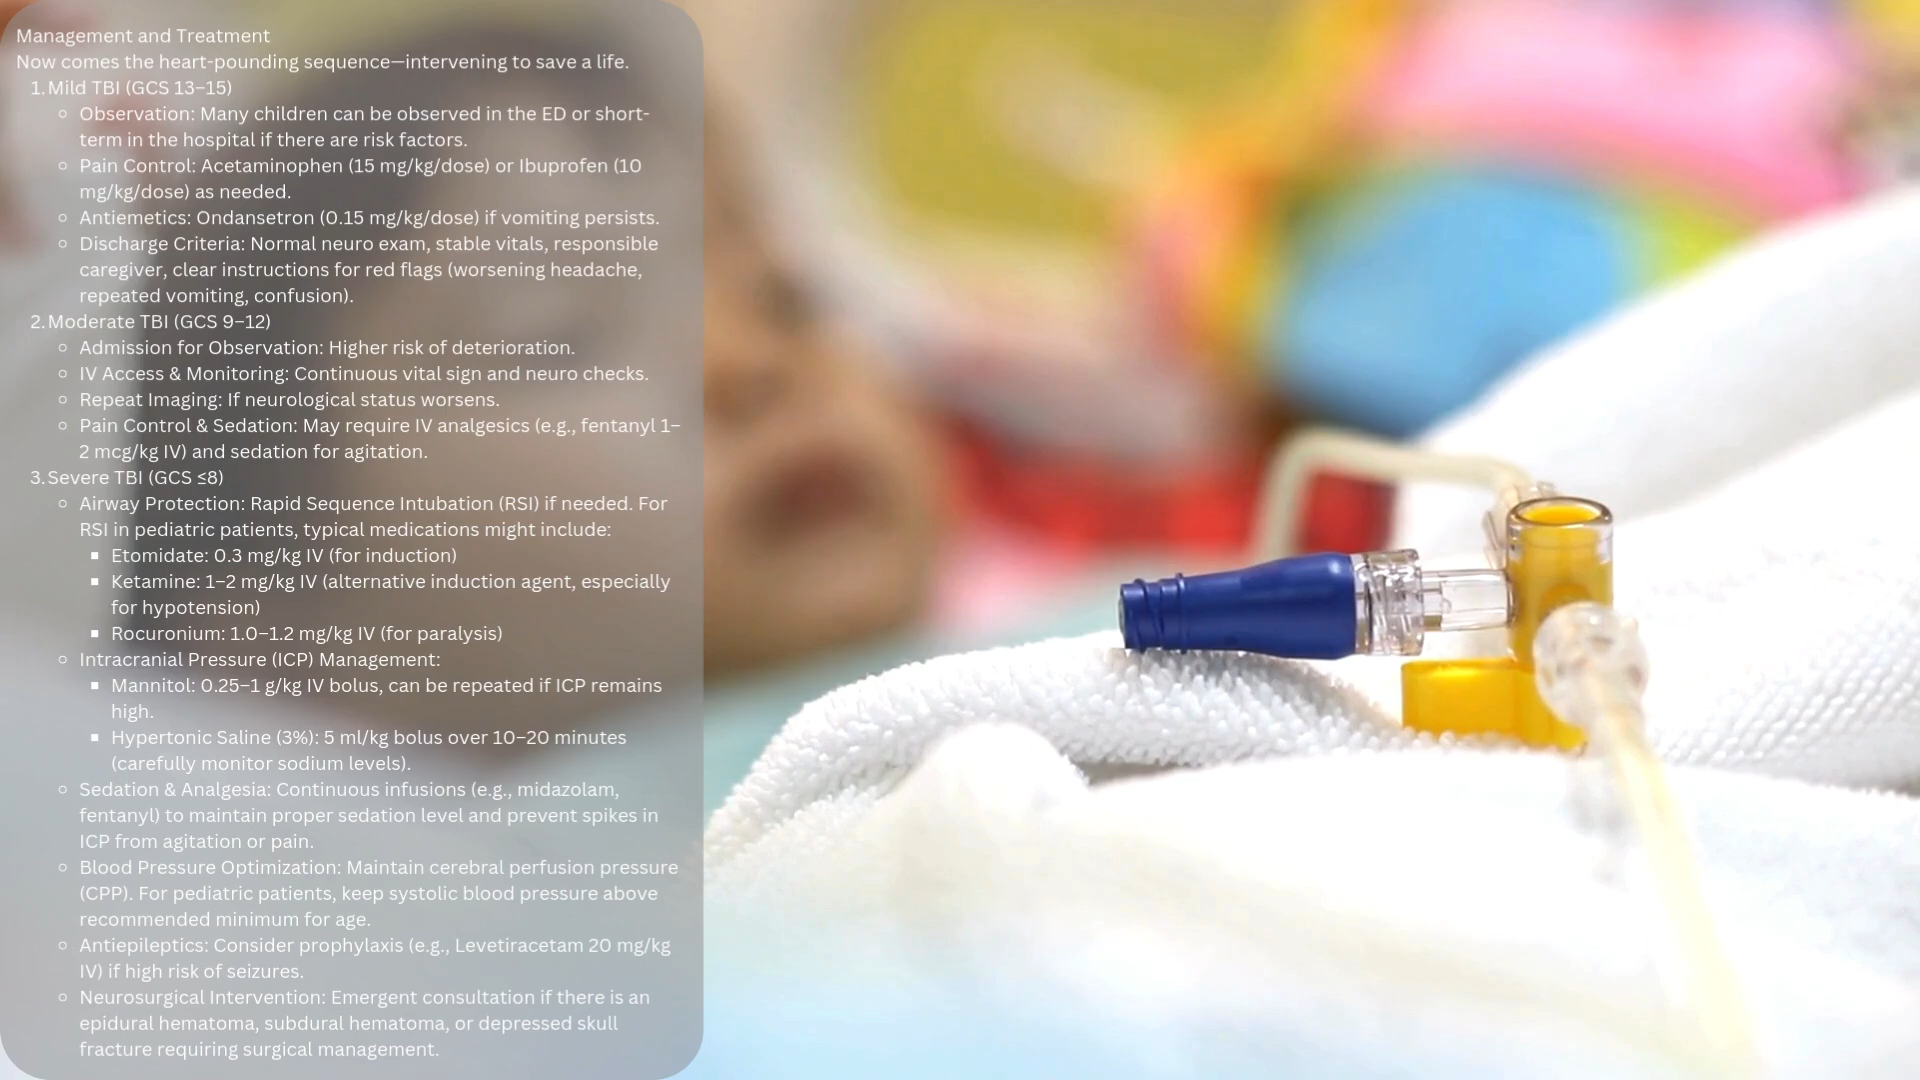 Management and Treatment
Now comes the heart-pounding sequence—intervening to save a life.
1. Mild TBI (GCS 13–15)
◦ Observation: Many children can be observed in the ED or short-
term in the hospital if there are risk factors.
◦ Pain Control: Acetaminophen (15 mg/kg/dose) or Ibuprofen (10
mg/kg/dose) as needed.
◦ Antiemetics: Ondansetron (0.15 mg/kg/dose) if vomiting persists.
◦ Discharge Criteria: Normal neuro exam, stable vitals, responsible
caregiver, clear instructions for red flags (worsening headache,
repeated vomiting, confusion).
2. Moderate TBI (GCS 9–12)
◦ Admission for Observation: Higher risk of deterioration.
◦ IV Access & Monitoring: Continuous vital sign and neuro checks.
◦ Repeat Imaging: If neurological status worsens.
◦ Pain Control & Sedation: May require IV analgesics (e.g., fentanyl 1–
2 mcg/kg IV) and sedation for agitation.
3. Severe TBI (GCS ≤8)
◦ Airway Protection: Rapid Sequence Intubation (RSI) if needed. For
RSI in pediatric patients, typical medications might include:
▪ Etomidate: 0.3 mg/kg IV (for induction)
▪ Ketamine: 1–2 mg/kg IV (alternative induction agent, especially
for hypotension)
▪ Rocuronium: 1.0–1.2 mg/kg IV (for paralysis)
◦ Intracranial Pressure (ICP) Management:
▪ Mannitol: 0.25–1 g/kg IV bolus, can be repeated if ICP remains
high.
▪ Hypertonic Saline (3%): 5 ml/kg bolus over 10–20 minutes
(carefully monitor sodium levels).
◦ Sedation & Analgesia: Continuous infusions (e.g., midazolam,
fentanyl) to maintain proper sedation level and prevent spikes in
ICP from agitation or pain.
◦ Blood Pressure Optimization: Maintain cerebral perfusion pressure
(CPP). For pediatric patients, keep systolic blood pressure above
recommended minimum for age.
◦ Antiepileptics: Consider prophylaxis (e.g., Levetiracetam 20 mg/kg
IV) if high risk of seizures.
◦ Neurosurgical Intervention: Emergent consultation if there is an
epidural hematoma, subdural hematoma, or depressed skull
fracture requiring surgical management.